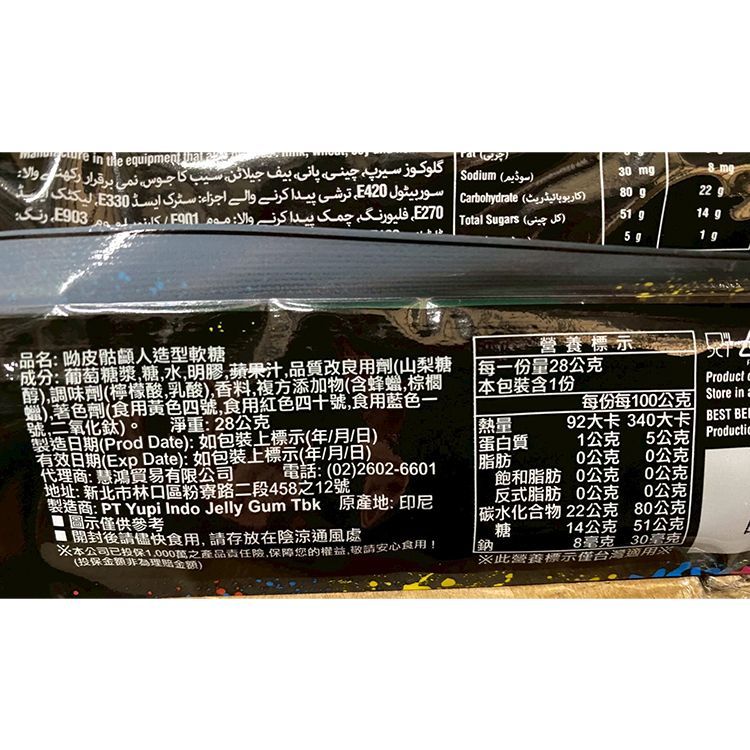 in the equipment that
گلوکوز سیرپ، چینی، پانی، بیف جیلاٹن، سیب کا جوس، نمی برقرار رکھنے والا:
سوربیٹول E420، ترشی پیدا کرنے والے اجزاء: سٹرک ایسڈ E330، لیکٹک ایسڈ
E270، فلیورنگ، چمک پیدا کرنے والا: موم E901
E903، رنگ:
Fat (چربی)
Sodium (سوڈیم) 30 mg 8 mg
Carbohydrate (کاربوہائیڈریٹ) 80 g 22 g
Total Sugars (کل چینی) 51 g 14 g
5 g 1 g
品名: 呦皮骷顱人造型軟糖
成分: 葡萄糖漿,糖,水,明膠,蘋果汁,品質改良用劑(山梨糖
醇),調味劑(檸檬酸,乳酸),香料,複方添加物(含蜂蠟,棕櫚
蠟),著色劑(食用黃色四號,食用紅色四十號,食用藍色一
號,二氧化鈦)。 淨重: 28公克
製造日期(Prod Date): 如包裝上標示(年/月/日)
有效日期(Exp Date): 如包裝上標示(年/月/日)
代理商: 慧鴻貿易有限公司 電話: (02)2602-6601
地址: 新北市林口區粉寮路二段458之12號
製造商: PT Yupi Indo Jelly Gum Tbk 原產地: 印尼
■ 圖示僅供參考
■ 開封後請儘快食用, 請存放在陰涼通風處
※本公司已投保1,000萬之產品責任險,保障您的權益,敬請安心食用!
(投保金額非為理賠金額)
營養標示
每一份量28公克
本包裝含1份
每份 每100公克
熱量 92大卡 340大卡
蛋白質 1公克 5公克
脂肪 0公克 0公克
飽和脂肪 0公克 0公克
反式脂肪 0公克 0公克
碳水化合物 22公克 80公克
糖 14公克 51公克
鈉 8毫克 30毫克
※此營養標示僅台灣適用※
Product
Store in
BEST BE
Producti